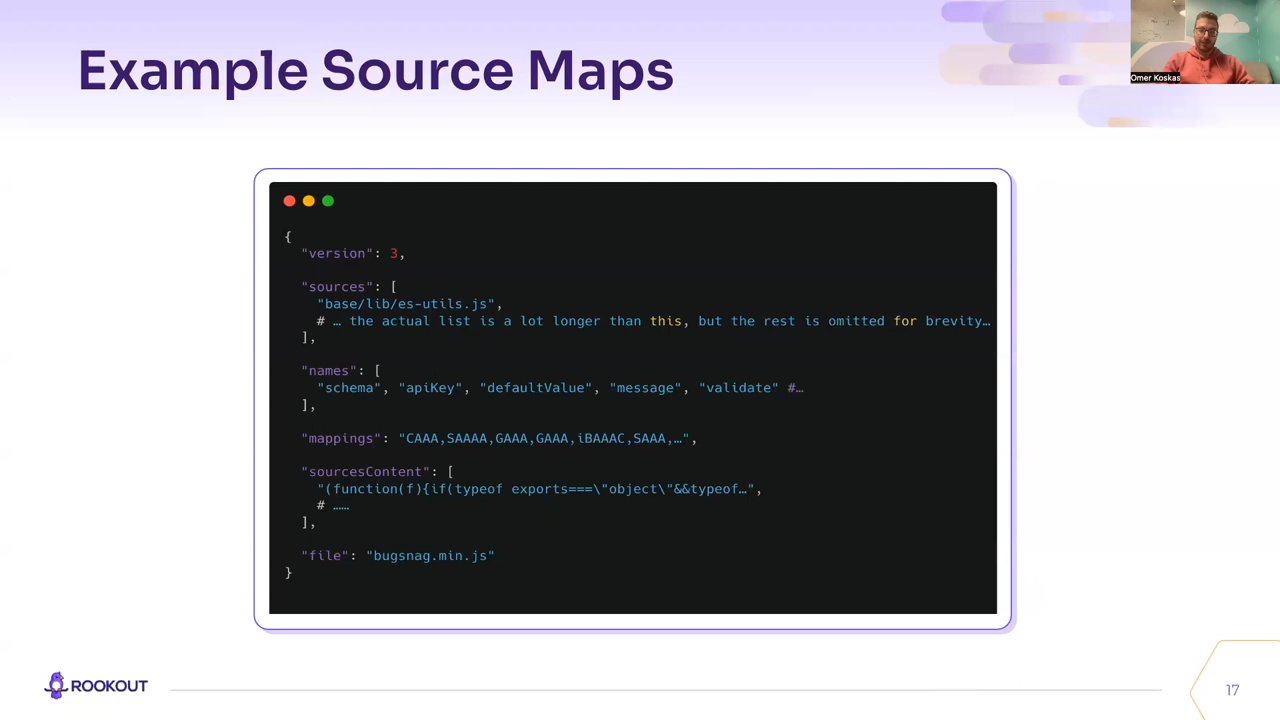 Example Source Maps
Omer Koskas
{
"version": 3,
"sources": [
"base/lib/es-utils.js",
# … the actual list is a lot longer than this, but the rest is omitted for brevity…
],
"names": [
"schema", "apiKey", "defaultValue", "message", "validate" #…
],
"mappings": "CAAA,SAAAA,GAAA,GAAA,iBAAAC,SAAA,…",
"sourcesContent": [
"(function(f){if(typeof exports===\"object\"&&typeof…",
# ……
],
"file": "bugsnag.min.js"
}
ROOKOUT
17